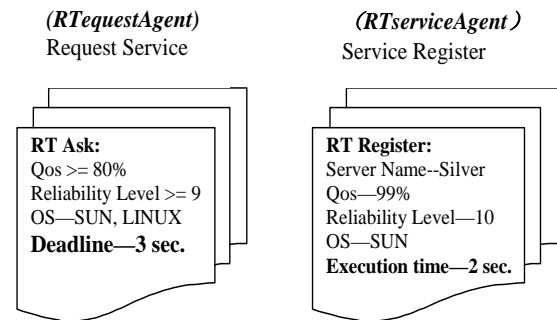 (RTequestAgent)
Request Service
RT Ask:
Qos >= 80%
Reliability Level >= 9
OS—SUN, LINUX
Deadline—3 sec.
(RTserviceAgent)
Service Register
RT Register:
Server Name--Silver
Qos—99%
Reliability Level—10
OS—SUN
Execution time—2 sec.